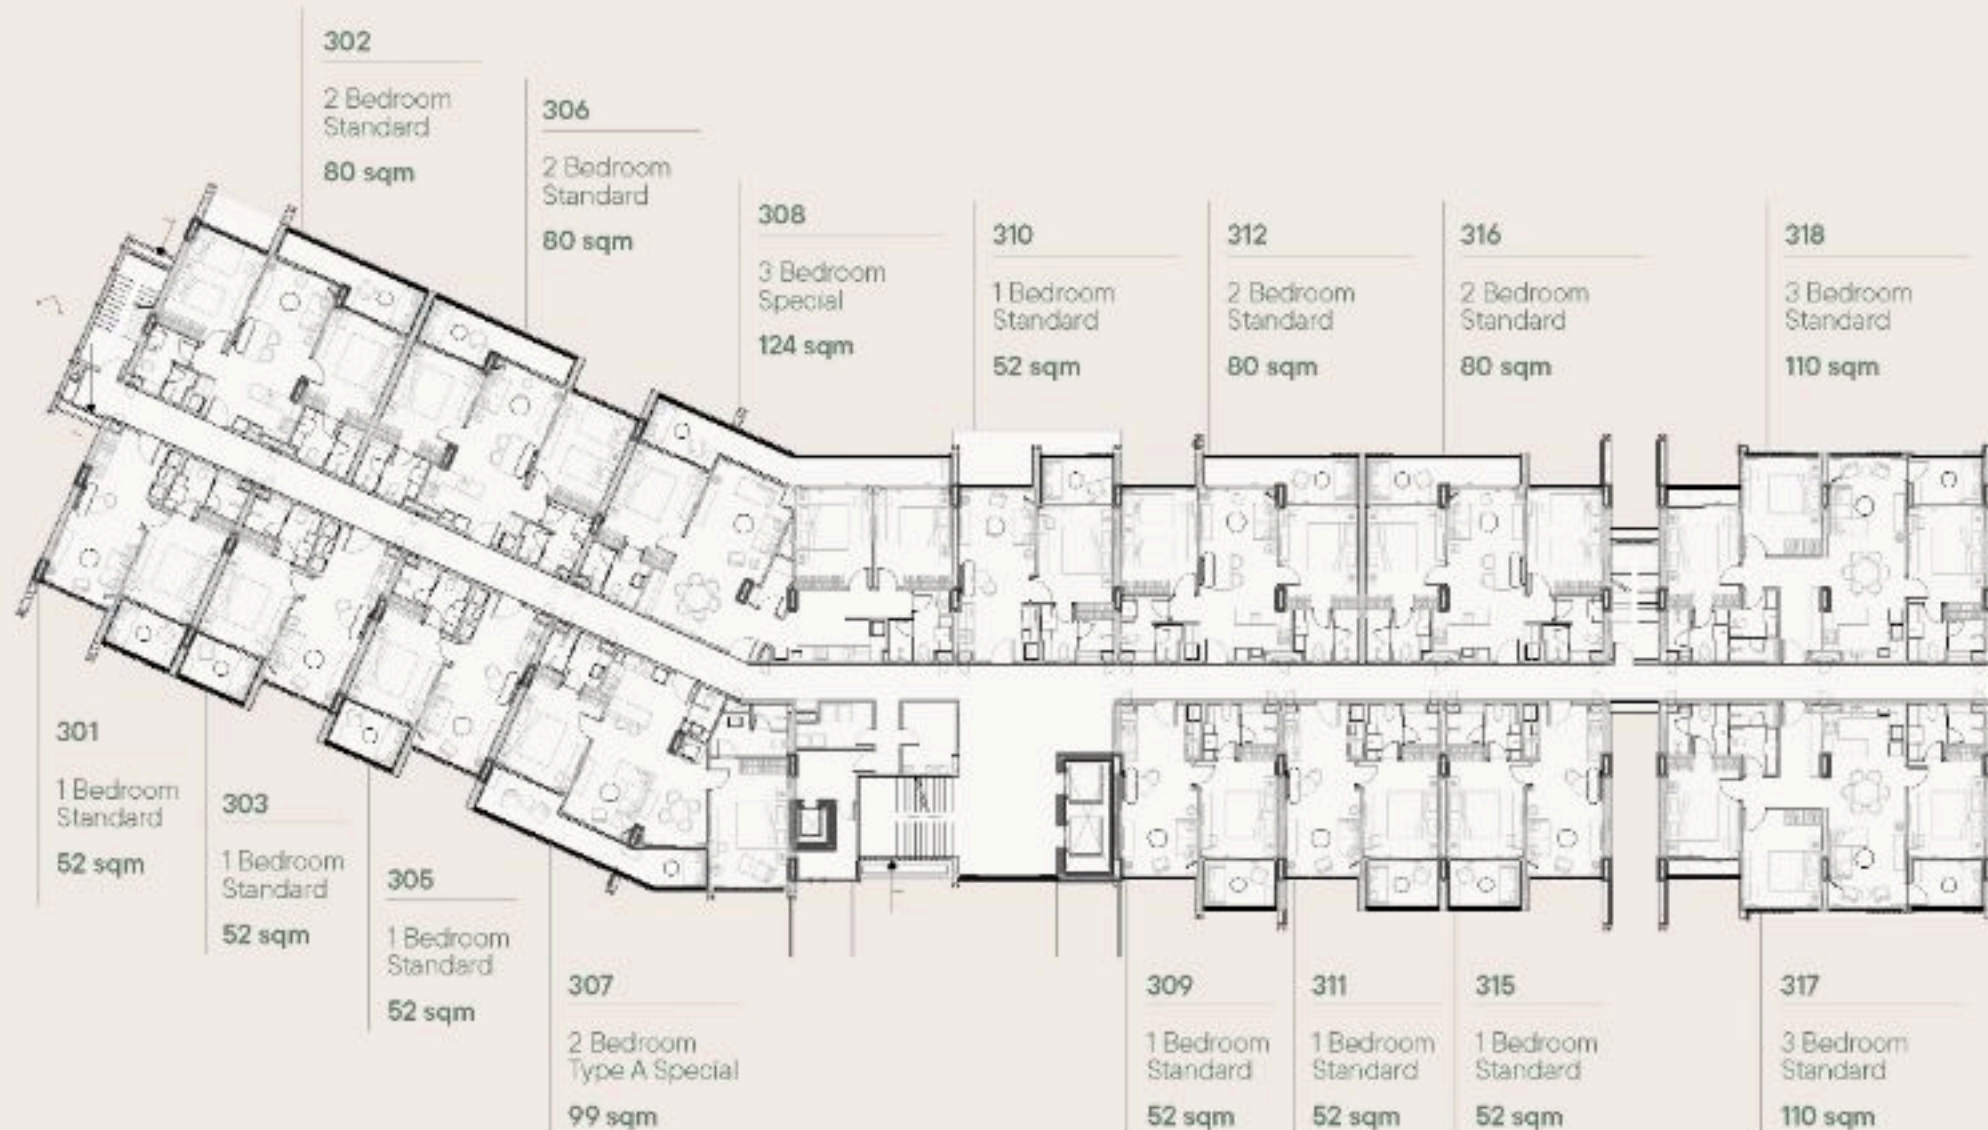 302
2 Bedroom
Standard
80 sqm
306
2 Bedroom
Standard
80 sqm
308
3 Bedroom
Special
124 sqm
310
1 Bedroom
Standard
52 sqm
312
2 Bedroom
Standard
80 sqm
316
2 Bedroom
Standard
80 sqm
318
3 Bedroom
Standard
110 sqm
301
1 Bedroom
Standard
52 sqm
303
1 Bedroom
Standard
52 sqm
305
1 Bedroom
Standard
52 sqm
307
2 Bedroom
Type A Special
99 sqm
309
1 Bedroom
Standard
52 sqm
311
1 Bedroom
Standard
52 sqm
315
1 Bedroom
Standard
52 sqm
317
3 Bedroom
Standard
110 sqm